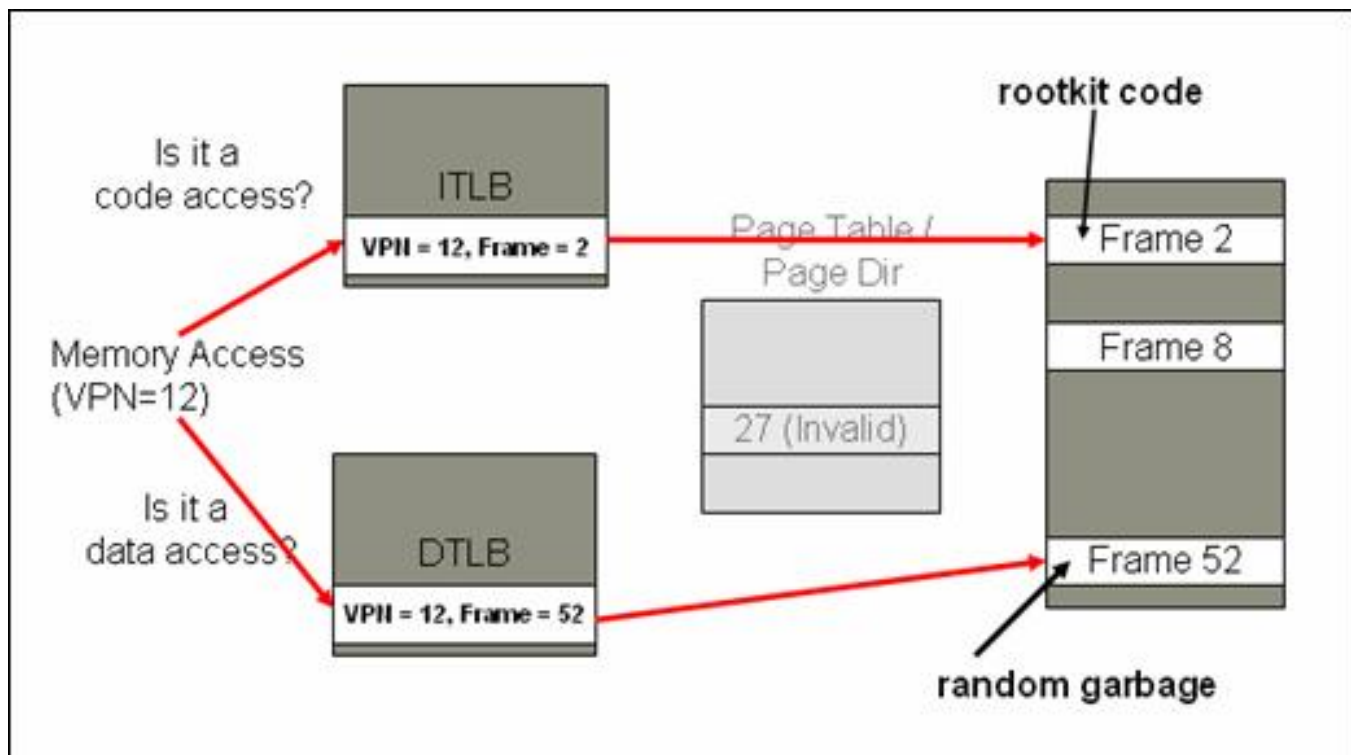 rootkit code
Is it a
code access?
ITLB
VPN = 12, Frame = 2
Page Table /
Page Dir
Frame 2
Frame 8
Memory Access
(VPN=12)
27 (Invalid)
Is it a
data access?
DTLB
VPN = 12, Frame = 52
Frame 52
random garbage